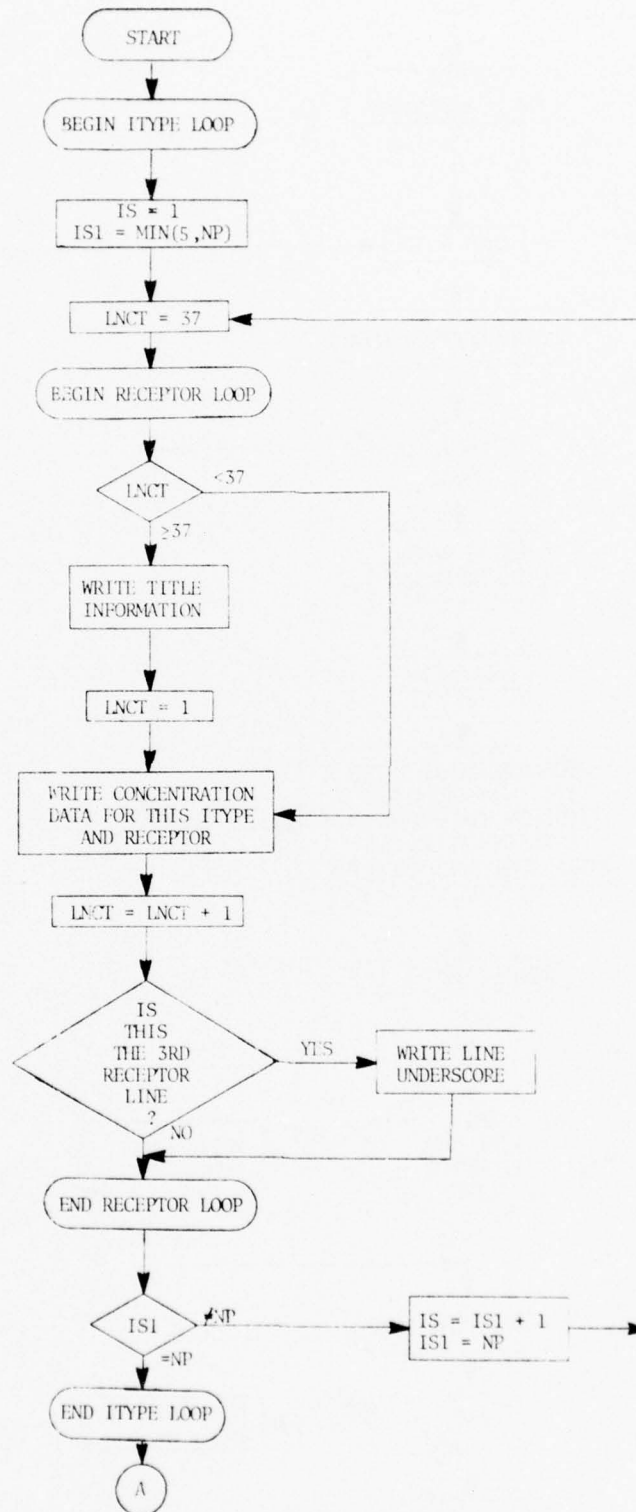 START
BEGIN ITYPE LOOP
IS = 1
IS1 = MIN(5,NP)
LNCT = 37
BEGIN RECEPTOR LOOP
LNCT
<37
≥37
WRITE TITLE
INFORMATION
LNCT = 1
WRITE CONCENTRATION
DATA FOR THIS ITYPE
AND RECEPTOR
LNCT = LNCT + 1
IS
THIS
THE 3RD
RECEPTOR
LINE
?
YES
WRITE LINE
UNDERSCORE
NO
END RECEPTOR LOOP
IS1
≠NP
IS = IS1 + 1
IS1 = NP
=NP
END ITYPE LOOP
A